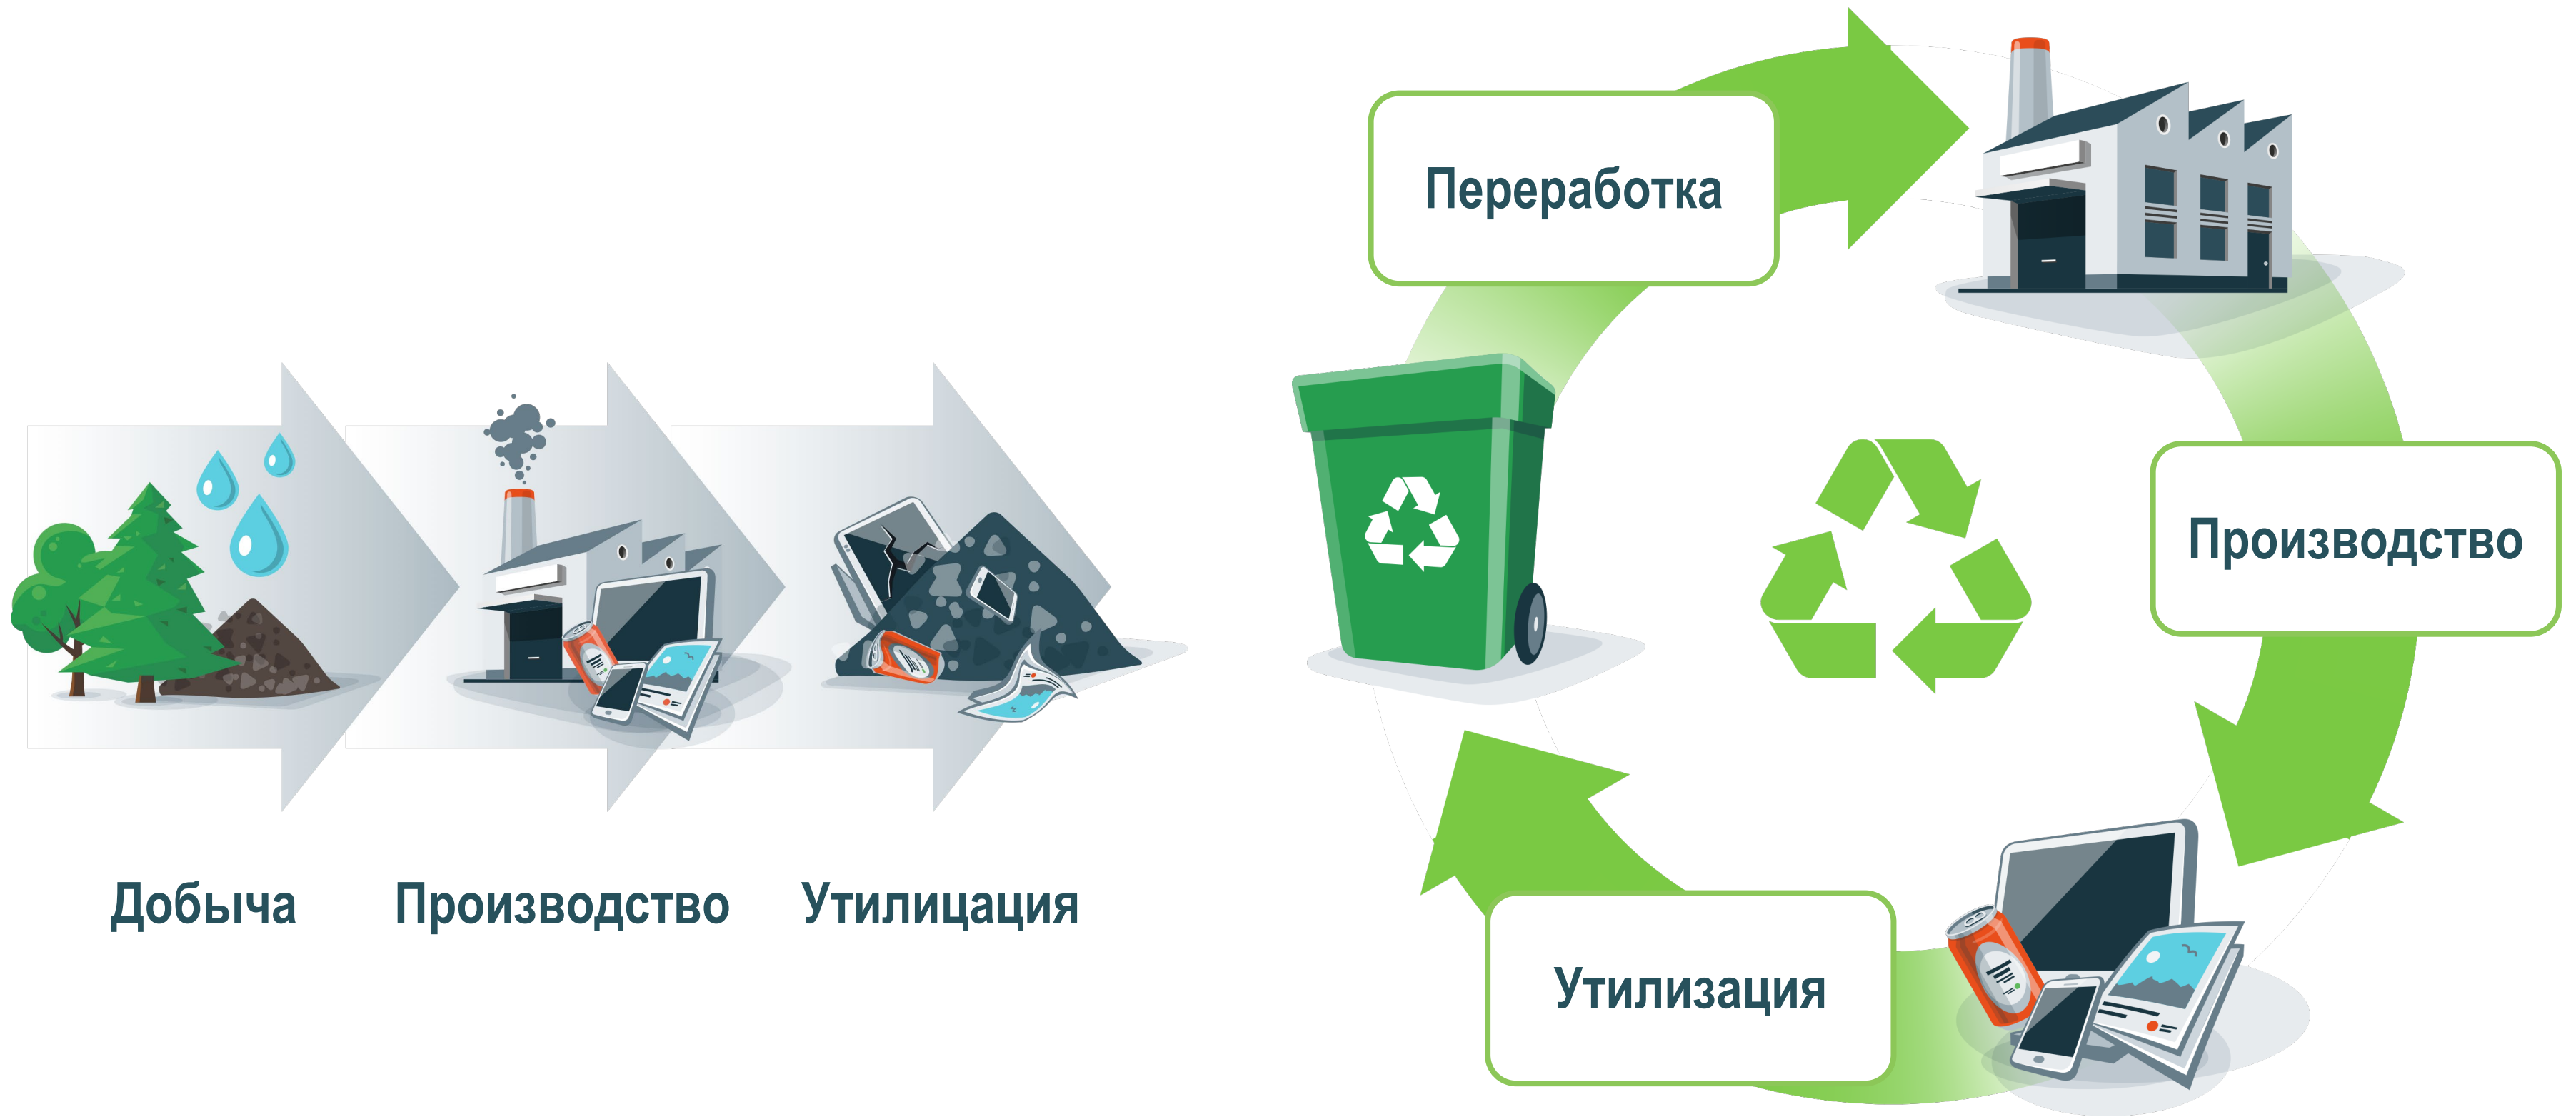 Добыча
Производство
Утилицация
Переработка
Производство
Утилизация